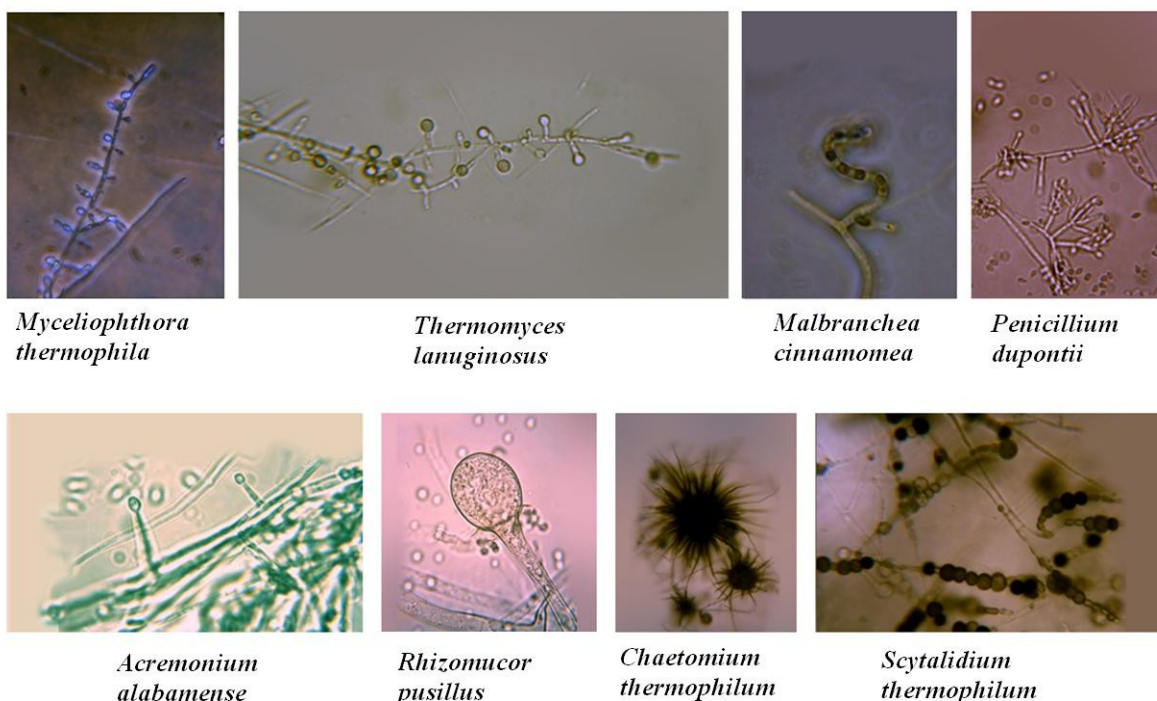 Myceliophthora
thermophila
Thermomyces
lanuginosus
Malbranchea
cinnamomea
Penicillium
dupontii
Acremonium
alabamense
Rhizomucor
pusillus
Chaetomium
thermophilum
Scytalidium
thermophilum